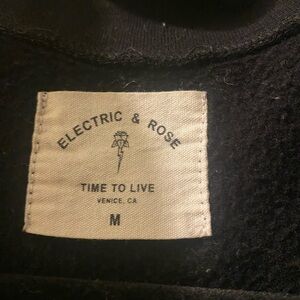 ELECTRIC & ROSE
TIME TO LIVE
VENICE, CA
M